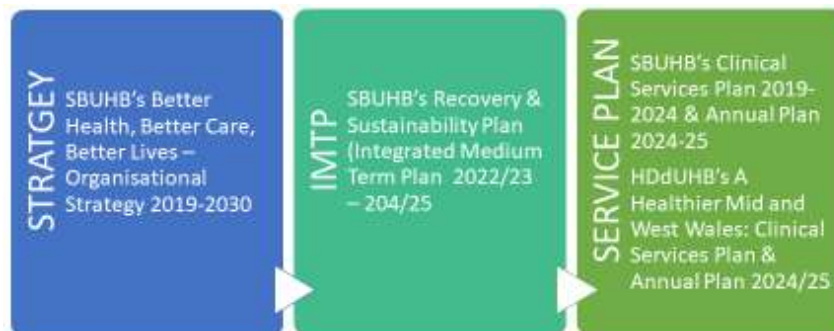 STRATGEY
SBUHB's Better
Health, Better Care,
Better Lives –
Organisational
Strategy 2019-2030
IMTP
SBUHB's Recovery &
Sustainability Plan
(Integrated Medium
Term Plan 2022/23
– 204/25
SERVICE PLAN
SBUHB's Clinical
Services Plan 2019-
2024 & Annual Plan
2024-25
HDdUHB's A
Healthier Mid and
West Wales: Clinical
Services Plan &
Annual Plan 2024/25